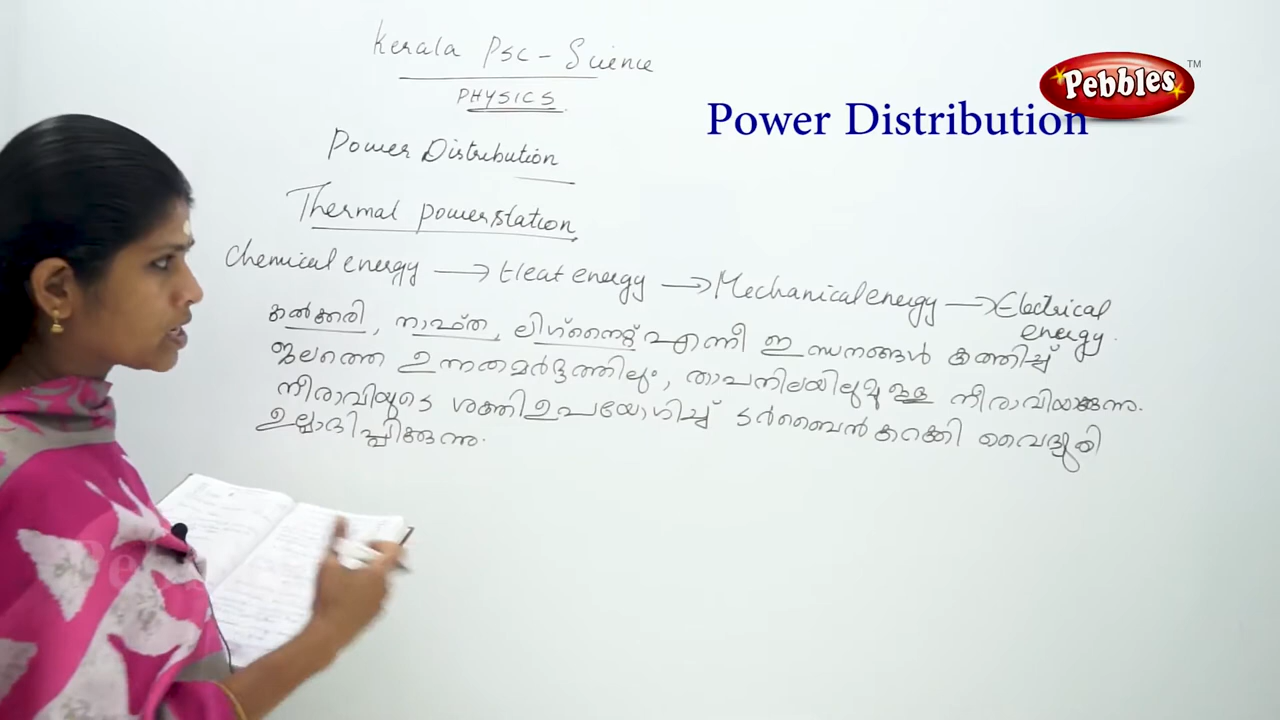 Kerala PSC - Science
PHYSICS
Pebbles TM
Power Distribution
Power Distribution
Thermal powerstation
Chemical energy → Heat energy → Mechanical energy → Electrical
energy.
കൽക്കരി, നാഫ്ത, ലിഗ്നൈറ്റ് എന്നീ ഇന്ധനങ്ങൾ കത്തിച്ച്
ജലത്തെ ഉന്നതമർദ്ദത്തിലും, താപനിലയിലുമുള്ള നീരാവിയാക്കുന്നു.
നീരാവിയുടെ ശക്തി ഉപയോഗിച്ച് ടർബൈൻ കറക്കി വൈദ്യുതി
ഉല്പാദിപ്പിക്കുന്നു.